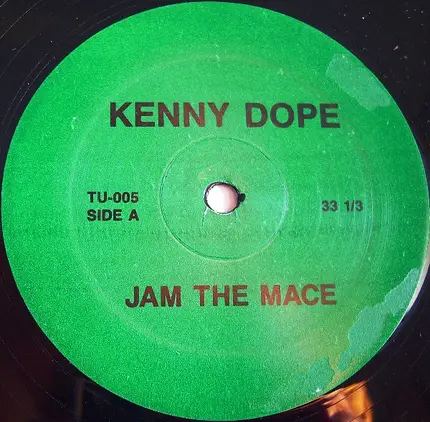 KENNY DOPE
TU-005
SIDE A
33 1/3
JAM THE MACE